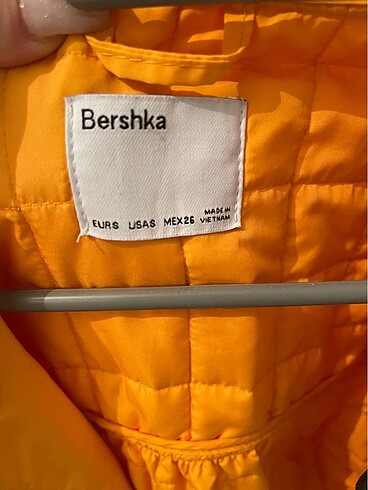 Bershka
MADE IN
EUR S USA S MEX 26 VIETNAM